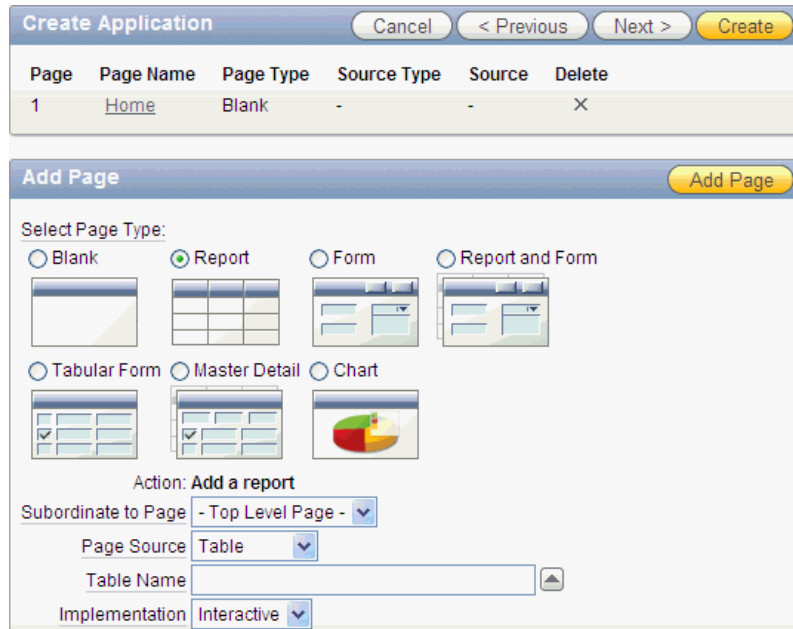 Create Application Cancel < Previous Next > Create
Page Page Name Page Type Source Type Source Delete
1 Home Blank - -
Add Page Add Page
Select Page Type:
Blank Report Form Report and Form
Tabular Form Master Detail Chart
Action: Add a report
Subordinate to Page - Top Level Page -
Page Source Table
Table Name
Implementation Interactive